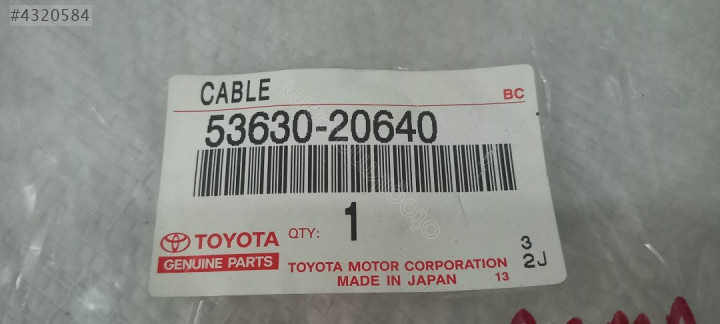 #4320584
CABLE
BC
53630-20640
TOYOTA
GENUINE PARTS
QTY: 1
TOYOTA MOTOR CORPORATION
MADE IN JAPAN 13
3
2J